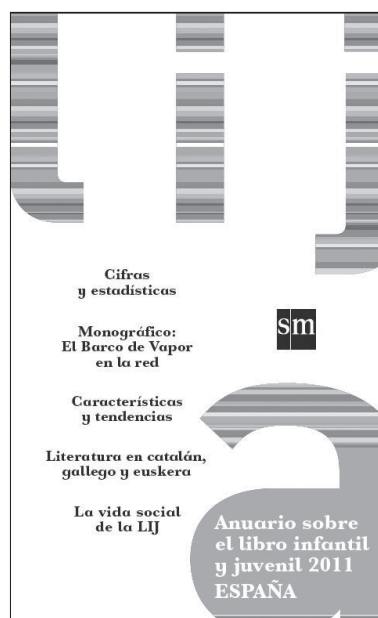 lij
Cifras
y estadísticas
sm
Monográfico:
El Barco de Vapor
en la red
Características
y tendencias
Literatura en catalán,
gallego y euskera
La vida social
de la LIJ
a
Anuario sobre
el libro infantil
y juvenil 2011
ESPAÑA